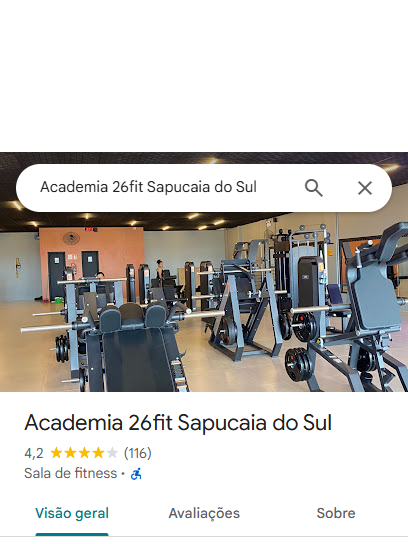 Academia 26fit Sapucaia do Sul
Academia 26fit Sapucaia do Sul
4,2 (116)
Sala de fitness ·
Visão geral Avaliações Sobre